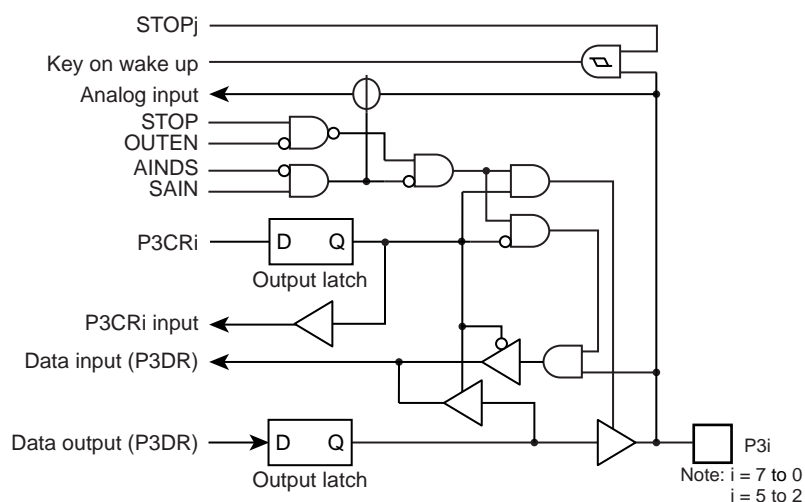 STOPj
Key on wake up
Analog input
STOP
OUTEN
AINDS
SAIN
P3CRi
D Q
Output latch
P3CRi input
Data input (P3DR)
Data output (P3DR)
D Q
Output latch
P3i
Note: i = 7 to 0
i = 5 to 2